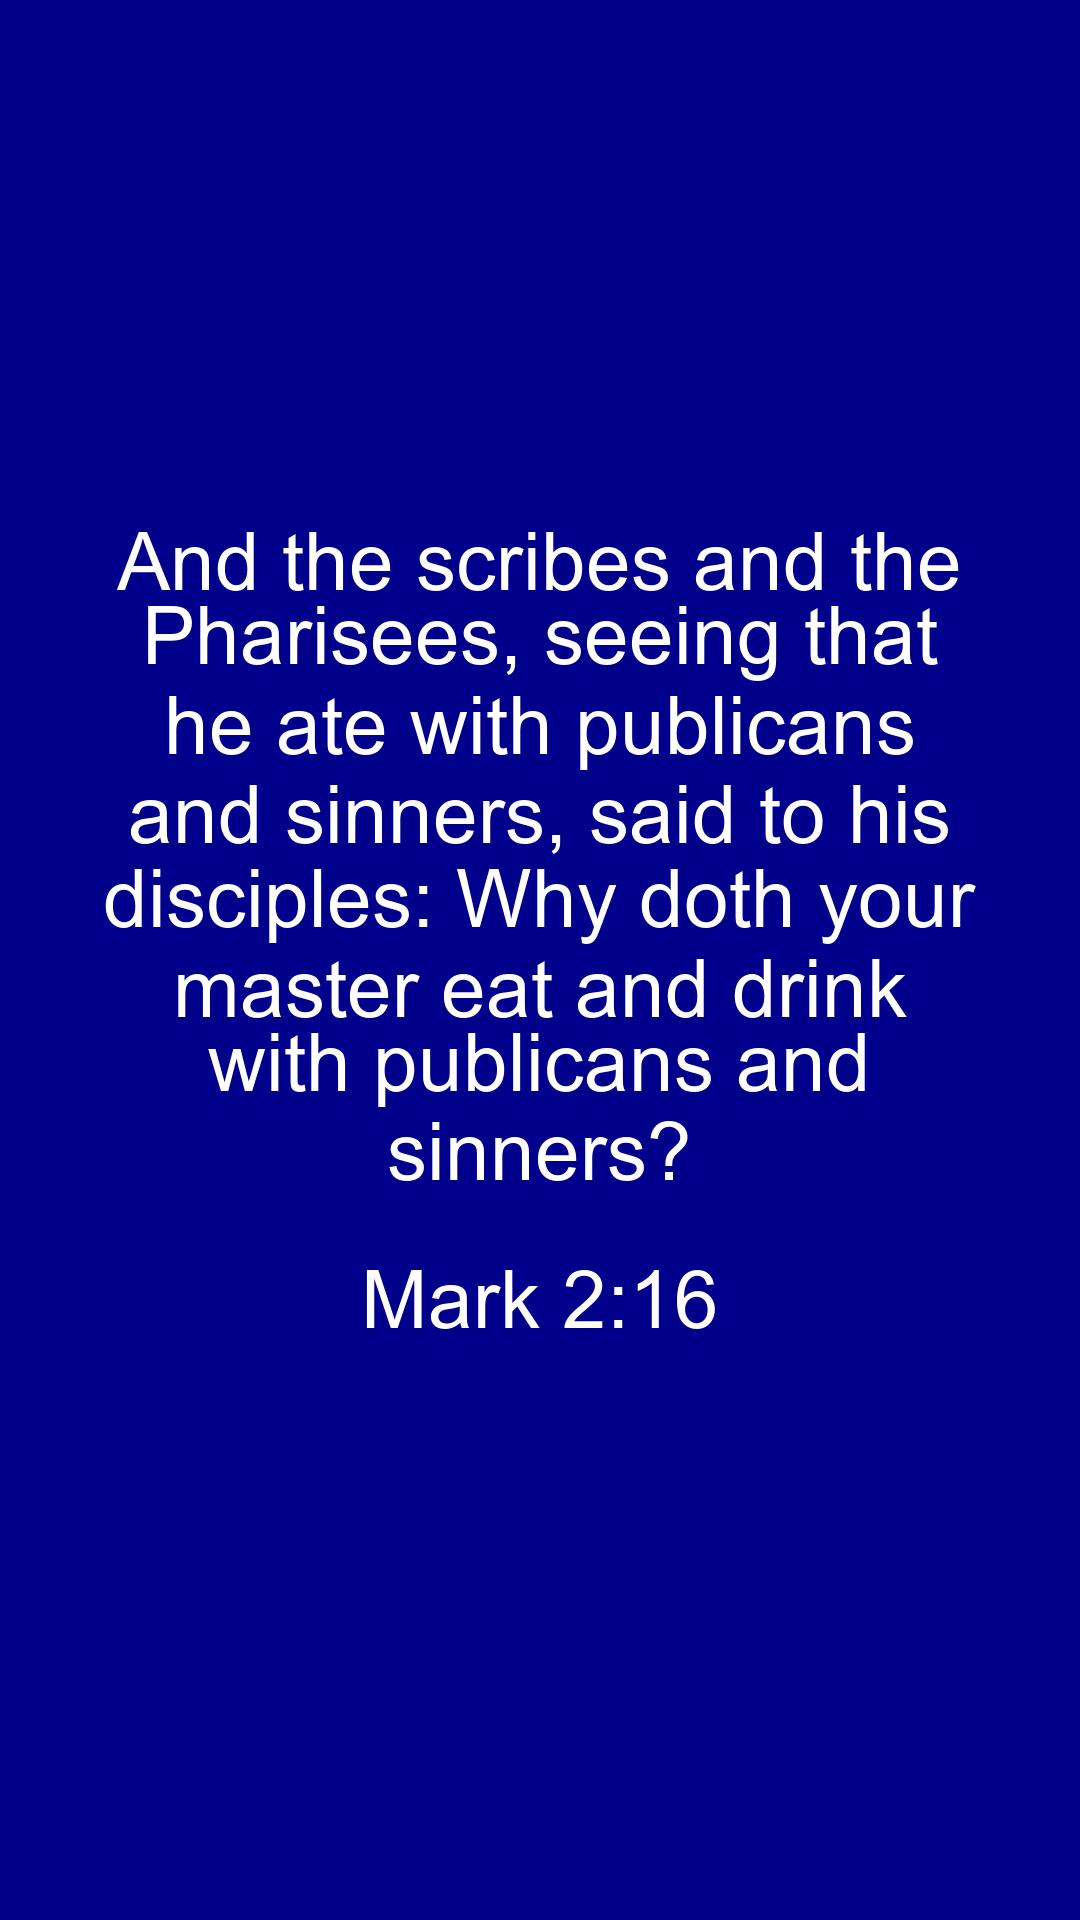 And the scribes and the
Pharisees, seeing that
he ate with publicans
and sinners, said to his
disciples: Why doth your
master eat and drink
with publicans and
sinners?
Mark 2:16